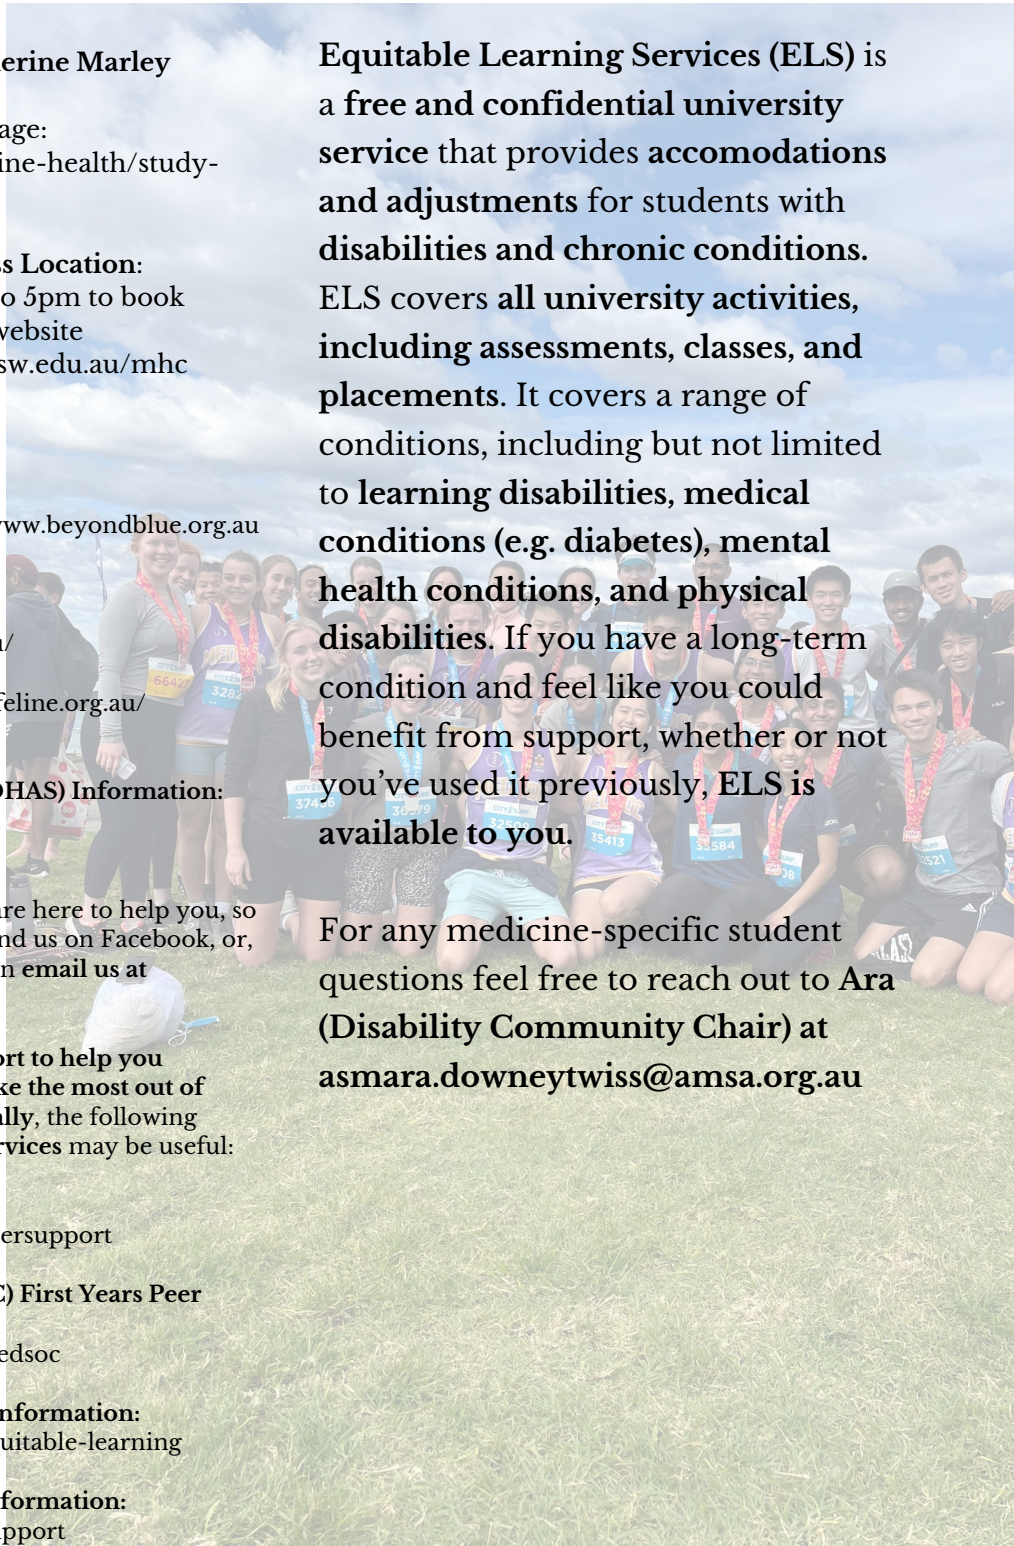 erine Marley
age:
ine-health/study-
ss Location:
o 5pm to book
website
sw.edu.au/mhc
www.beyondblue.org.au
u/
feline.org.au/
OHAS) Information:
are here to help you, so
nd us on Facebook, or,
n email us at
ort to help you
ke the most out of
ally, the following
rvices may be useful:
ersupport
C) First Years Peer
edsoc
nformation:
uitable-learning
formation:
pport
Equitable Learning Services (ELS) is
a free and confidential university
service that provides accomodations
and adjustments for students with
disabilities and chronic conditions.
ELS covers all university activities,
including assessments, classes, and
placements. It covers a range of
conditions, including but not limited
to learning disabilities, medical
conditions (e.g. diabetes), mental
health conditions, and physical
disabilities. If you have a long-term
condition and feel like you could
benefit from support, whether or not
you've used it previously, ELS is
available to you.
For any medicine-specific student
questions feel free to reach out to Ara
(Disability Community Chair) at
asmara.downeytwiss@amsa.org.au
66427
3282
35413